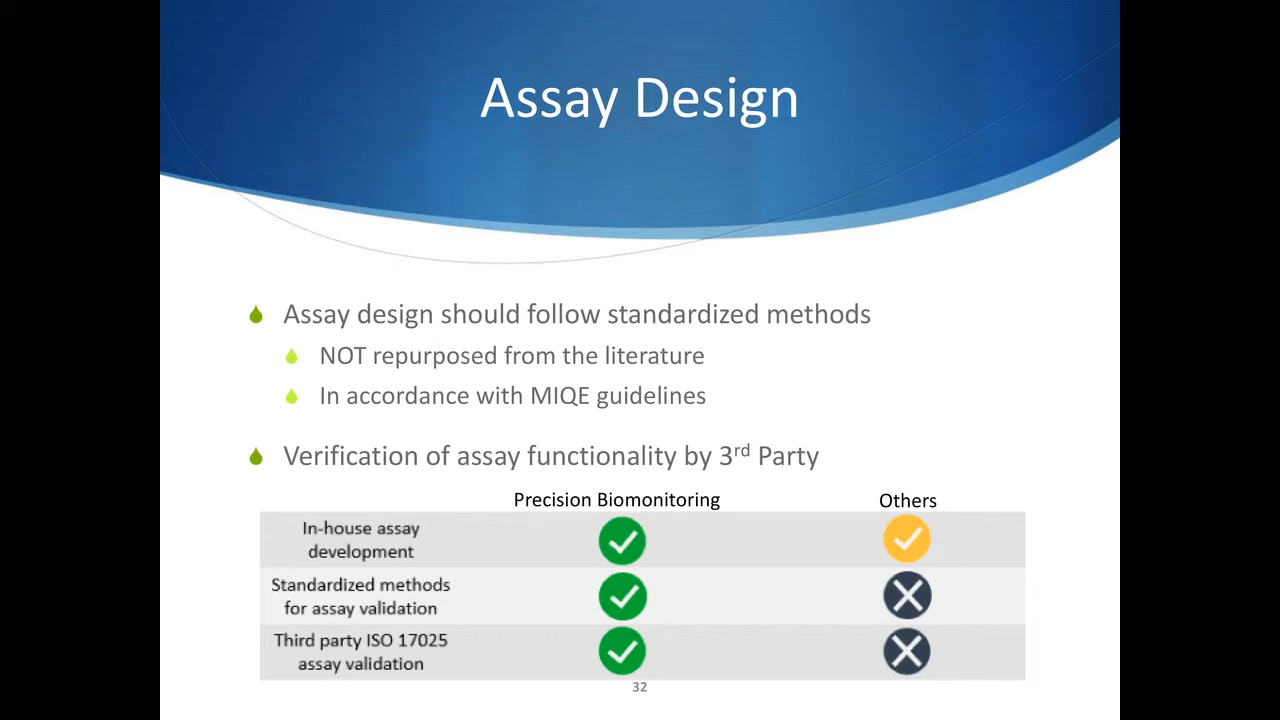 Assay Design
Assay design should follow standardized methods
NOT repurposed from the literature
In accordance with MIQE guidelines
Verification of assay functionality by 3rd Party
Precision Biomonitoring
Others
In-house assay
development
Standardized methods
for assay validation
Third party ISO 17025
assay validation
32